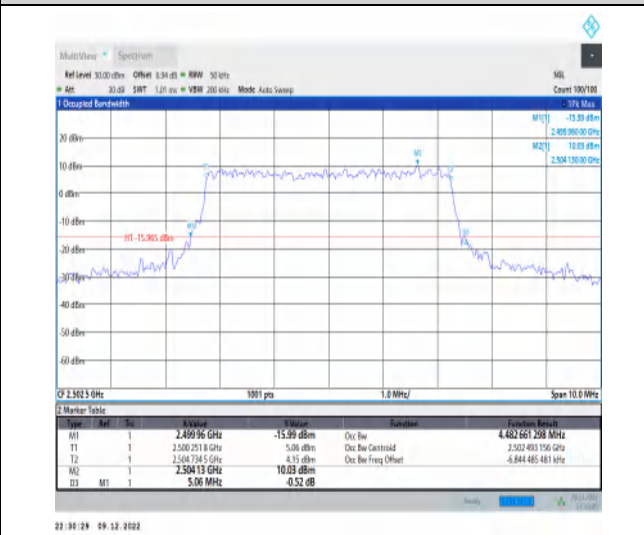 MultiView Spectrum
Ref Level 30.00 dBm Offset 8.94 dB RBW 50 kHz SGL
Att 30 dB SWT 1.01 ms VBW 200 kHz Mode Auto Sweep Count 100/100
1 Occupied Bandwidth 1Pk Max
M1[1] -15.99 dBm
2.499 960 00 GHz
M2[1] 10.03 dBm
2.504 130 00 GHz
20 dBm
M2
10 dBm
0 dBm
-10 dBm
M1
H1 -15.965 dBm
-20 dBm
-30 dBm
-40 dBm
-50 dBm
-60 dBm
CF 2.502 5 GHz 1001 pts 1.0 MHz/ Span 10.0 MHz
2 Marker Table
Type Ref Trc X-Value Y-Value Function Function Result
M1 1 2.499 96 GHz -15.99 dBm Occ Bw 4.482 661 298 MHz
T1 1 2.500 251 8 GHz 5.06 dBm Occ Bw Centroid 2.502 493 156 GHz
T2 1 2.504 734 5 GHz 4.15 dBm Occ Bw Freq Offset -6.844 485 481 kHz
M2 1 2.504 13 GHz 10.03 dBm
D3 M1 1 5.06 MHz -0.52 dB
Ready
22:30:29 09.12.2022